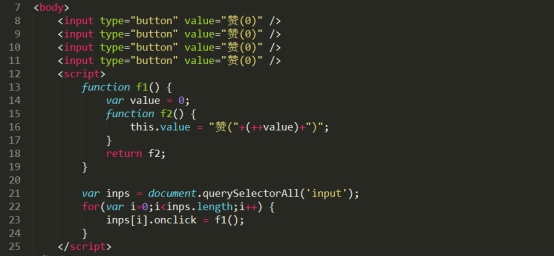 7 <body>
8     <input type="button" value="赞(0)" />
9     <input type="button" value="赞(0)" />
10     <input type="button" value="赞(0)" />
11     <input type="button" value="赞(0)" />
12     <script>
13         function f1() {
14             var value = 0;
15             function f2() {
16                 this.value = "赞("+(++value)+")";
17             }
18             return f2;
19         }
20
21         var inps = document.querySelectorAll('input');
22         for(var i=0;i<inps.length;i++) {
23             inps[i].onclick = f1();
24         }
25     </script>